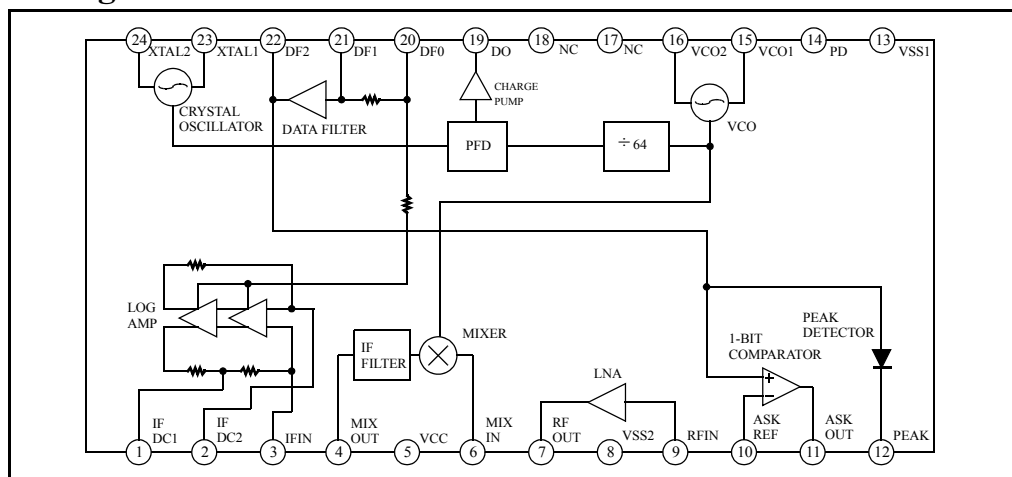 24 23 22 21 20 19 18 17 16 15 14 13
XTAL2 XTAL1 DF2 DF1 DF0 DO NC NC VCO2 VCO1 PD VSS1
CRYSTAL
OSCILLATOR
DATA FILTER
CHARGE
PUMP
PFD
÷ 64
VCO
LOG
AMP
IF
FILTER
MIXER
LNA
1-BIT
COMPARATOR
+
−
PEAK
DETECTOR
IF
DC1
IF
DC2
IFIN
MIX
OUT
VCC
MIX
IN
RF
OUT
VSS2
RFIN
ASK
REF
ASK
OUT
PEAK
1 2 3 4 5 6 7 8 9 10 11 12